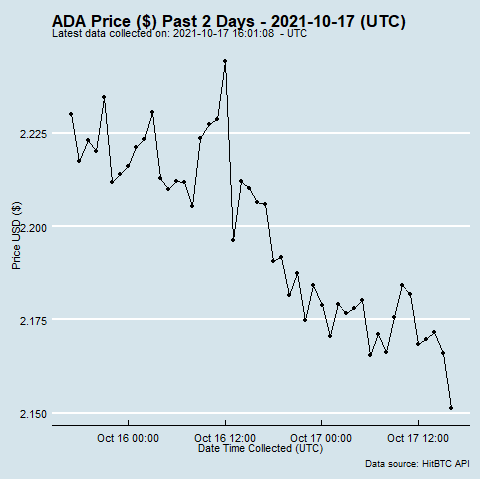 ADA Price ($) Past 2 Days - 2021-10-17 (UTC)
Latest data collected on: 2021-10-17 16:01:08  - UTC
2.225
2.200
2.175
2.150
Price USD ($)
Oct 16 00:00
Oct 16 12:00
Oct 17 00:00
Oct 17 12:00
Date Time Collected (UTC)
Data source: HitBTC API